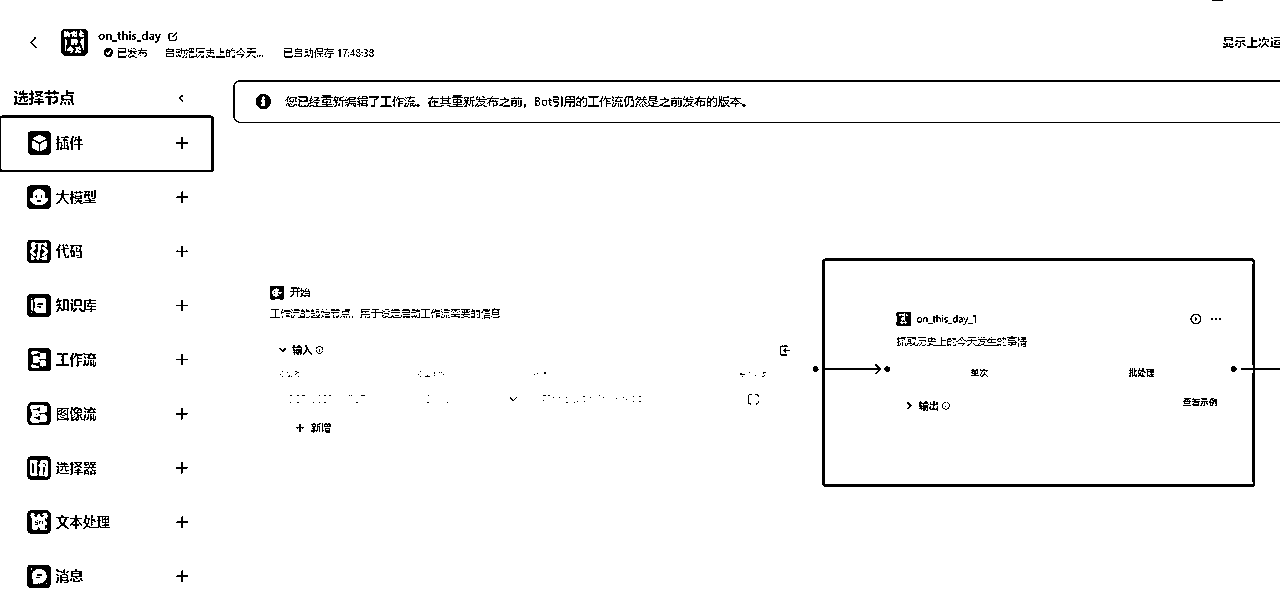 on_this_day
已发布 自动把历史上的今天... 已自动保存 17:48:38
显示上次运
选择节点
您已经重新编辑了工作流。在其重新发布之前，Bot引用的工作流仍然是之前发布的版本。
插件
大模型
代码
知识库
工作流
图像流
选择器
文本处理
消息
开始
工作流的起始节点，用于设定启动工作流需要的信息
输入
新增
on_this_day_1
抓取历史上的今天发生的事情
单次 批处理
输出 查看示例